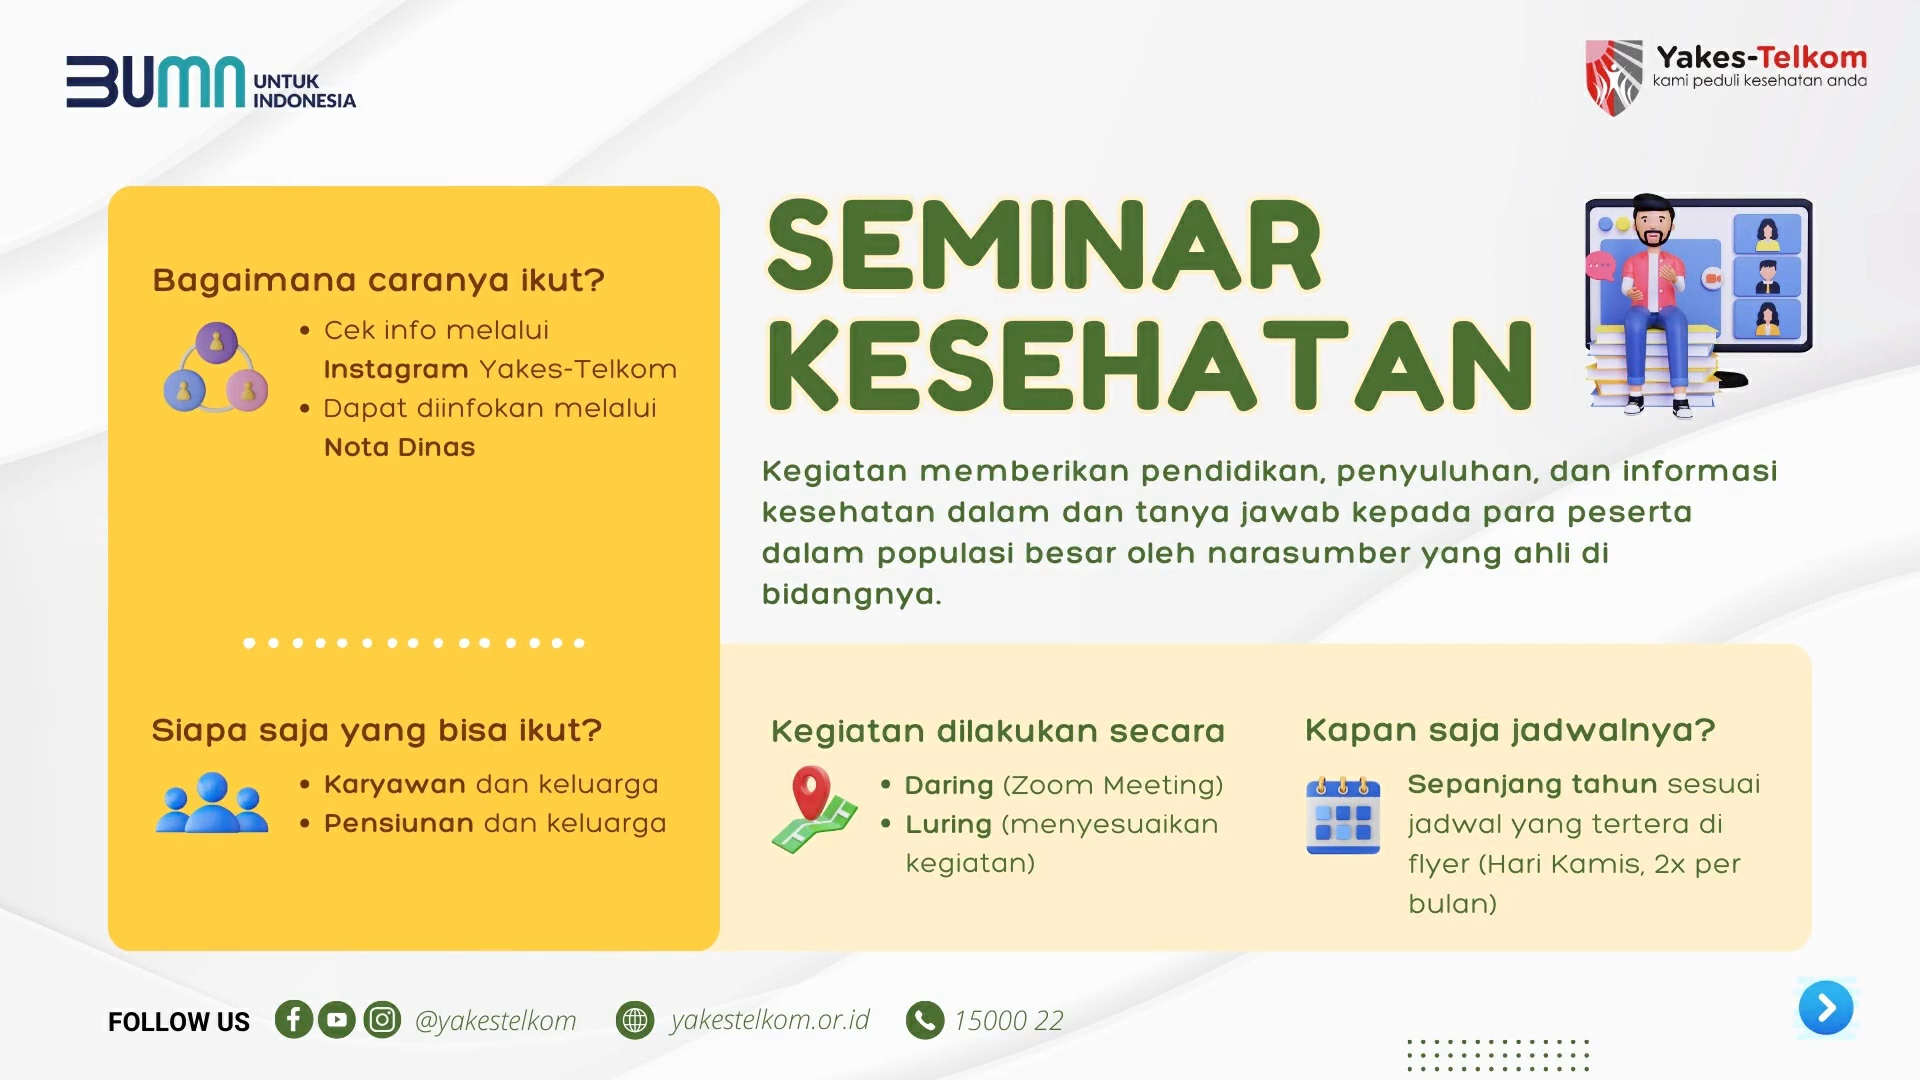 BUMN UNTUK
INDONESIA
Yakes-Telkom
kami peduli kesehatan anda
Bagaimana caranya ikut?
• Cek info melalui
Instagram Yakes-Telkom
• Dapat diinfokan melalui
Nota Dinas
Siapa saja yang bisa ikut?
• Karyawan dan keluarga
• Pensiunan dan keluarga
SEMINAR
KESEHATAN
Kegiatan memberikan pendidikan, penyuluhan, dan informasi
kesehatan dalam dan tanya jawab kepada para peserta
dalam populasi besar oleh narasumber yang ahli di
bidangnya.
Kegiatan dilakukan secara
• Daring (Zoom Meeting)
• Luring (menyesuaikan
kegiatan)
Kapan saja jadwalnya?
Sepanjang tahun sesuai
jadwal yang tertera di
flyer (Hari Kamis, 2x per
bulan)
FOLLOW US @yakestelkom yakestelkom.or.id 15000 22